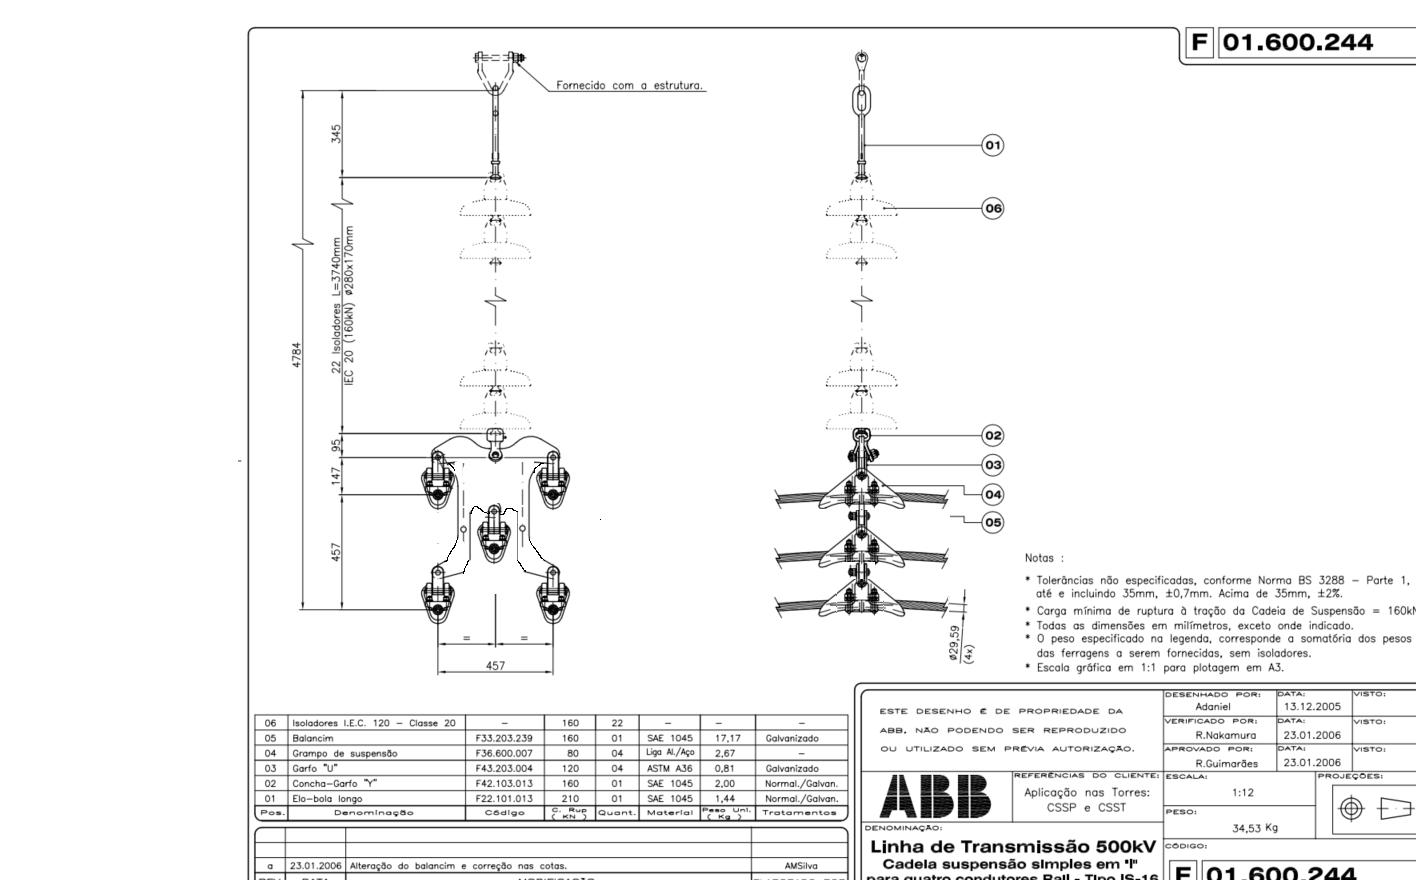 F 01.600.244
Fornecido com a estrutura.
345
01
06
22 Isoladores L=3740mm
IEC 20 (160kN) ø280x170mm
4784
95
147
457
02
03
04
05
= =
457
ø29,59
(4x)
Notas :
* Tolerâncias não especificadas, conforme Norma BS 3288 – Parte 1,
até e incluindo 35mm, ±0,7mm. Acima de 35mm, ±2%.
* Carga mínima de ruptura à tração da Cadeia de Suspensão = 160k
* Todas as dimensões em milímetros, exceto onde indicado.
* O peso especificado na legenda, corresponde a somatória dos pesos
das ferragens a serem fornecidas, sem isoladores.
* Escala gráfica em 1:1 para plotagem em A3.
06 Isoladores I.E.C. 120 – Classe 20 – 160 22 – – –
05 Balancim F33.203.239 160 01 SAE 1045 17,17 Galvanizado
04 Grampo de suspensão F36.600.007 80 04 Liga Al./Aço 2,67 –
03 Garfo "U" F43.203.004 120 04 ASTM A36 0,81 Galvanizado
02 Concha-Garfo "Y" F42.103.013 160 01 SAE 1045 2,00 Normal./Galvan.
01 Elo-bola longo F22.101.013 210 01 SAE 1045 1,44 Normal./Galvan.
Pos. Denominação Código C. Rup ( KN ) Quant. Material Peso Uni. ( Kg ) Tratamentos
a 23.01.2006 Alteração do balancim e correção nas cotas. AMSilva
REV. DATA MODIFICAÇÃO
ESTE DESENHO É DE PROPRIEDADE DA
ABB, NÃO PODENDO SER REPRODUZIDO
OU UTILIZADO SEM PRÉVIA AUTORIZAÇÃO.
DESENHADO POR: DATA: VISTO:
Adaniel 13.12.2005
VERIFICADO POR: DATA: VISTO:
R.Nakamura 23.01.2006
APROVADO POR: DATA: VISTO:
R.Guimarães 23.01.2006
ABB
REFERÊNCIAS DO CLIENTE:
Aplicação nas Torres:
CSSP e CSST
ESCALA:
1:12
PROJEÇÕES:
PESO:
34,53 Kg
DENOMINAÇÃO:
Linha de Transmissão 500kV
Cadeia suspensão simples em "I"
para quatro condutores Rail - Tipo IS-16
CÓDIGO:
F 01.600.244